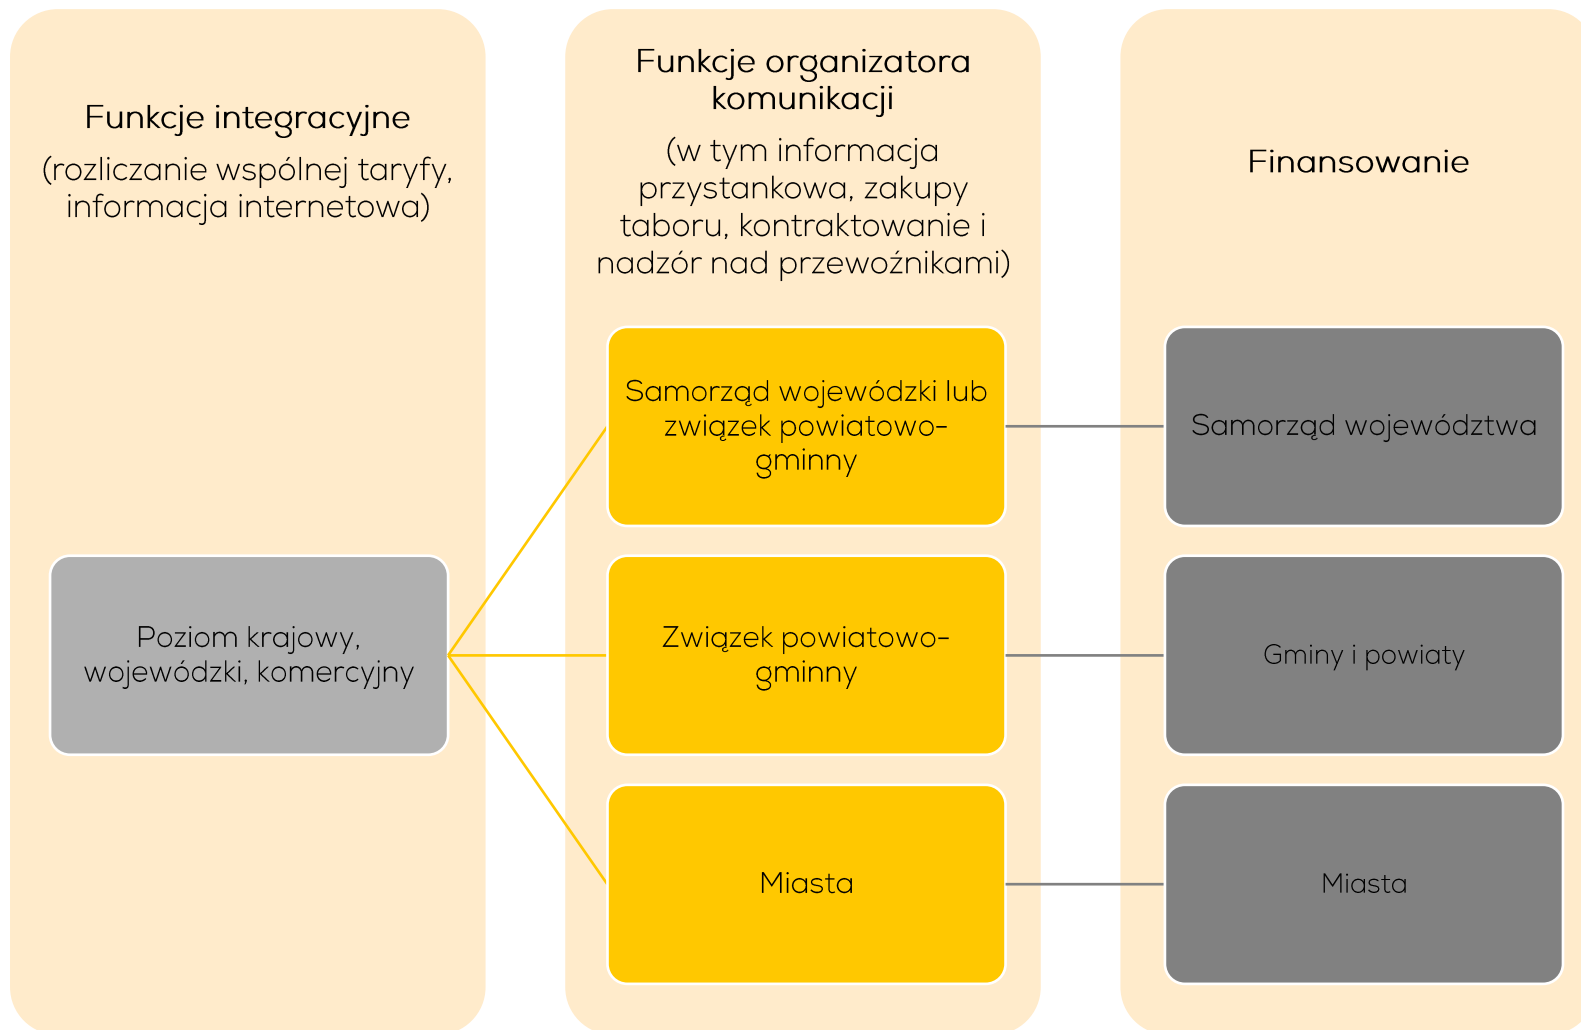 Funkcje integracyjne
(rozliczanie wspólnej taryfy,
informacja internetowa)
Poziom krajowy,
wojewódzki, komercyjny
Funkcje organizatora
komunikacji
(w tym informacja
przystankowa, zakupy
taboru, kontraktowanie i
nadzór nad przewoźnikami)
Samorząd wojewódzki lub
związek powiatowo-
gminny
Związek powiatowo-
gminny
Miasta
Finansowanie
Samorząd województwa
Gminy i powiaty
Miasta